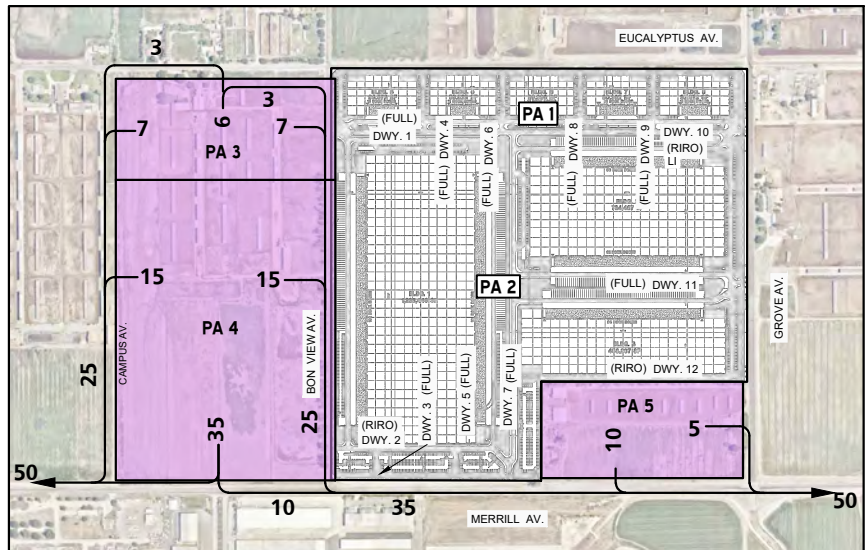 EUCALYPTUS AV.
3
3
6
7
7
PA 3
(FULL)
DWY. 1
(FULL) DWY. 4
(FULL) DWY. 6
PA 1
(FULL) DWY. 8
(FULL) DWY. 9
DWY. 10
(RIRO)
LI
15
15
PA 4
25
CAMPUS AV.
35
BON VIEW AV.
25
PA 2
(FULL) DWY. 11
GROVE AV.
(RIRO) DWY. 12
(RIRO)
DWY. 2
DWY. 3 (FULL)
DWY. 5 (FULL)
DWY. 7 (FULL)
PA 5
10
5
50
10
35
MERRILL AV.
50